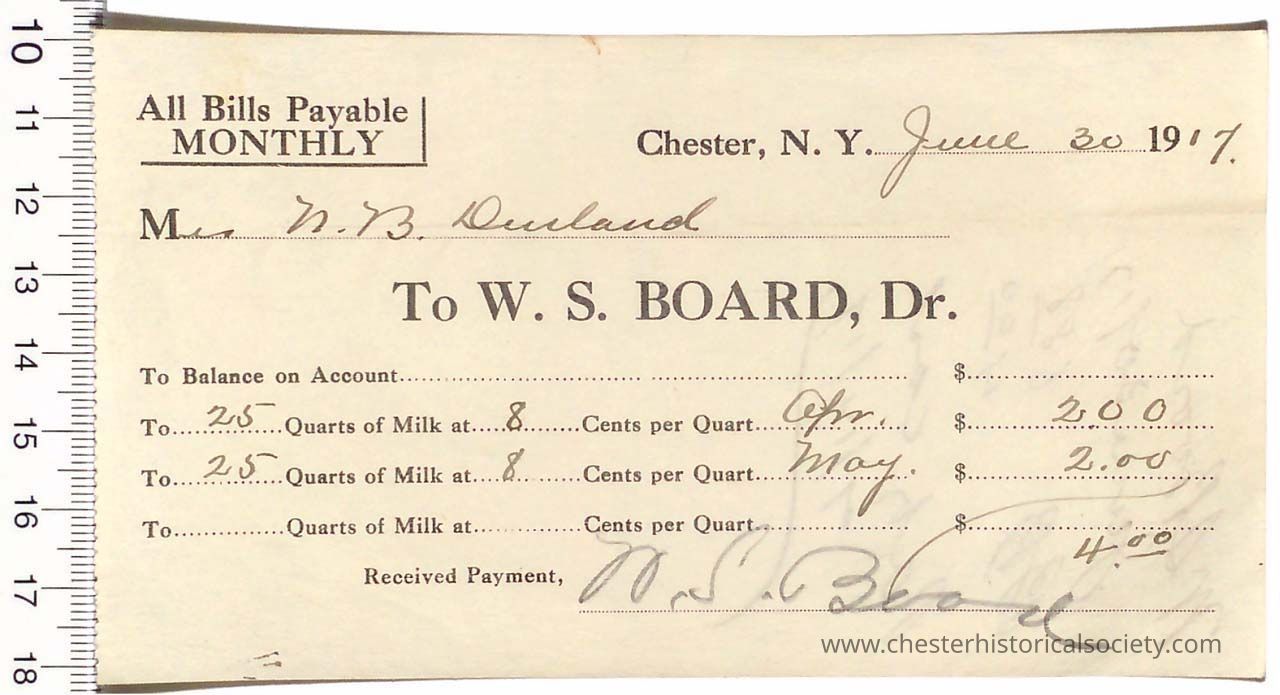 All Bills Payable
MONTHLY
Chester, N. Y. June 30 1917.
Mrs N. B. Durland
To W. S. BOARD, Dr.
To Balance on Account $
To 25 Quarts of Milk at 8 Cents per Quart Apr. $ 2.00
To 25 Quarts of Milk at 8 Cents per Quart May. $ 2.00
To Quarts of Milk at Cents per Quart $
4.00
Received Payment, W. S. Board
www.chesterhistoricalsociety.com
10
11
12
13
14
15
16
17
18